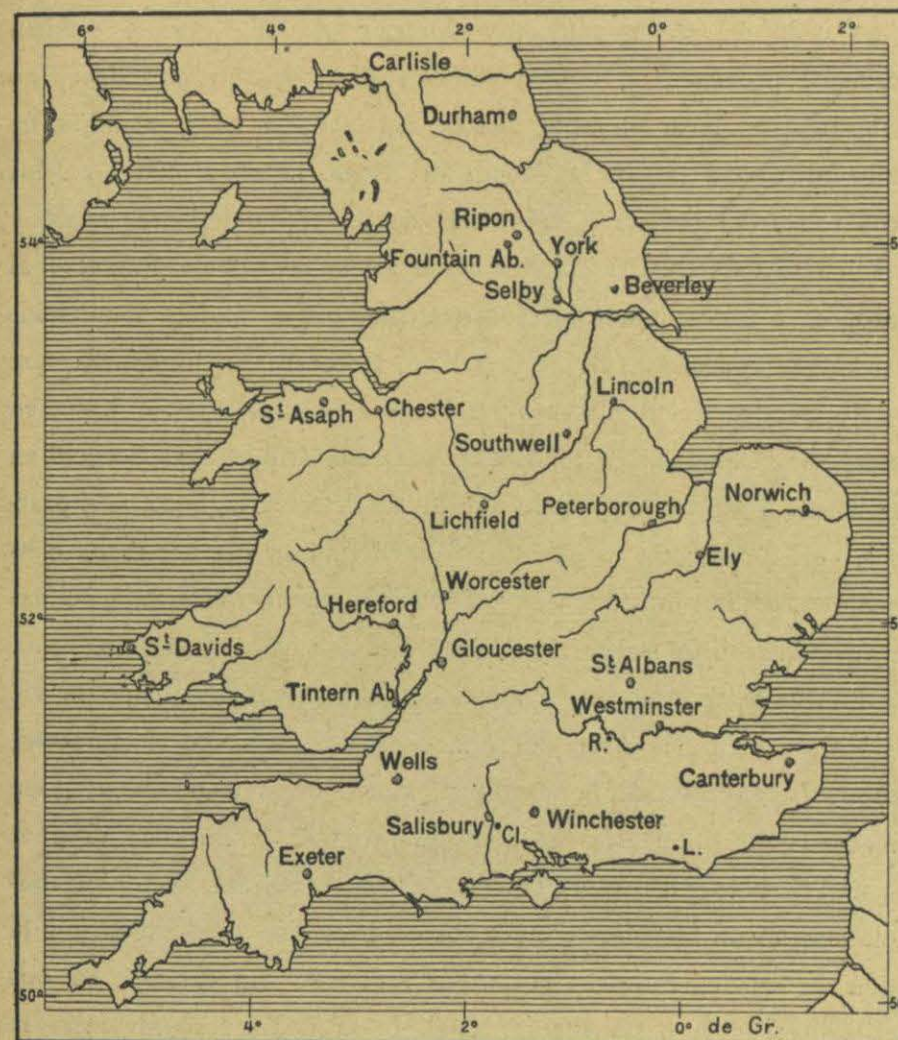 6° 4° 2° 0° 2°
Carlisle
Durham
Ripon
54°
York
Fountain Ab.
Selby
Beverley
Lincoln
St Asaph
Chester
Southwell
Norwich
Peterborough
Lichfield
Ely
Worcester
Hereford
52°
St Davids
Gloucester
St Albans
Tintern Ab.
Westminster
R.
Wells
Canterbury
Salisbury
Cl.
Winchester
L.
Exeter
50°
4° 2° 0° de Gr.